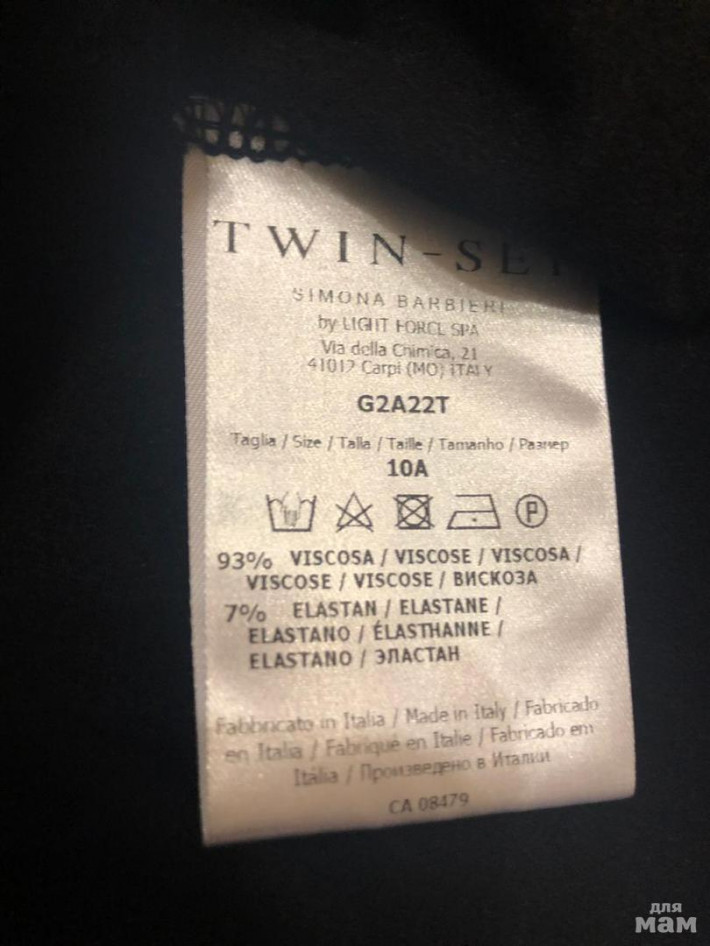 TWIN-SET
SIMONA BARBIERI
by LIGHT FORCE SPA
Via della Chimica, 21
41012 Carpi (MO) ITALY
G2A22T
Taglia / Size / Talla / Taille / Tamanho / Размер
10A
P
93% VISCOSA / VISCOSE / VISCOSA /
VISCOSE / VISCOSE / ВИСКОЗА
7% ELASTAN / ELASTANE /
ELASTANO / ÉLASTHANNE /
ELASTANO / ЭЛАСТАН
Fabbricato in Italia / Made in Italy / Fabricado
en Italia / Fabriqué en Italie / Fabricado em
Itália / Произведено в Италии
CA 08479
для
мам